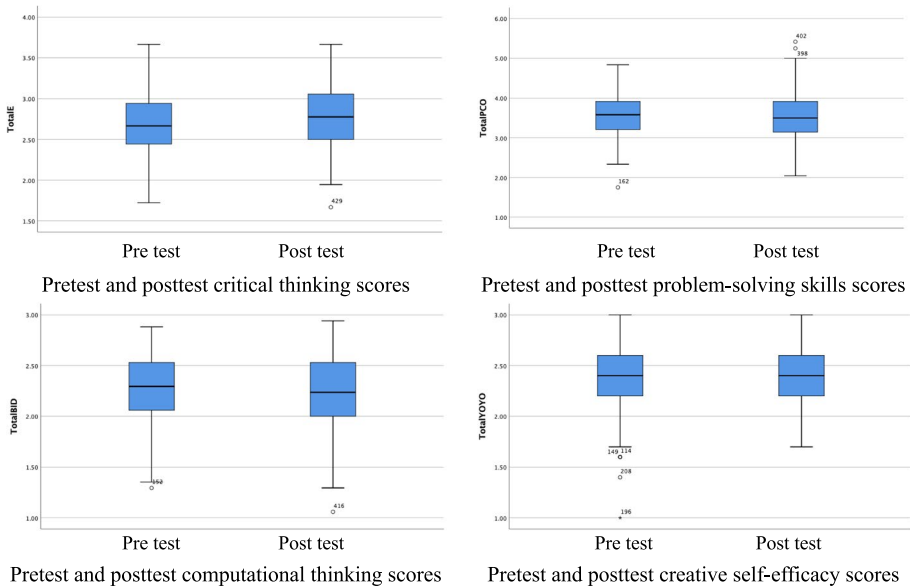 4.00
3.50
3.00
2.50
2.00
1.50
TotalE
429
Pre test
Post test
Pretest and posttest critical thinking scores
6.00
5.00
4.00
3.00
2.00
1.00
TotalPCO
162
402
398
Pre test
Post test
Pretest and posttest problem-solving skills scores
3.00
2.50
2.00
1.50
1.00
TotalBID
152
416
Pre test
Post test
Pretest and posttest computational thinking scores
3.00
2.50
2.00
1.50
1.00
TotalYOYO
149 114
208
196
Pre test
Post test
Pretest and posttest creative self-efficacy scores